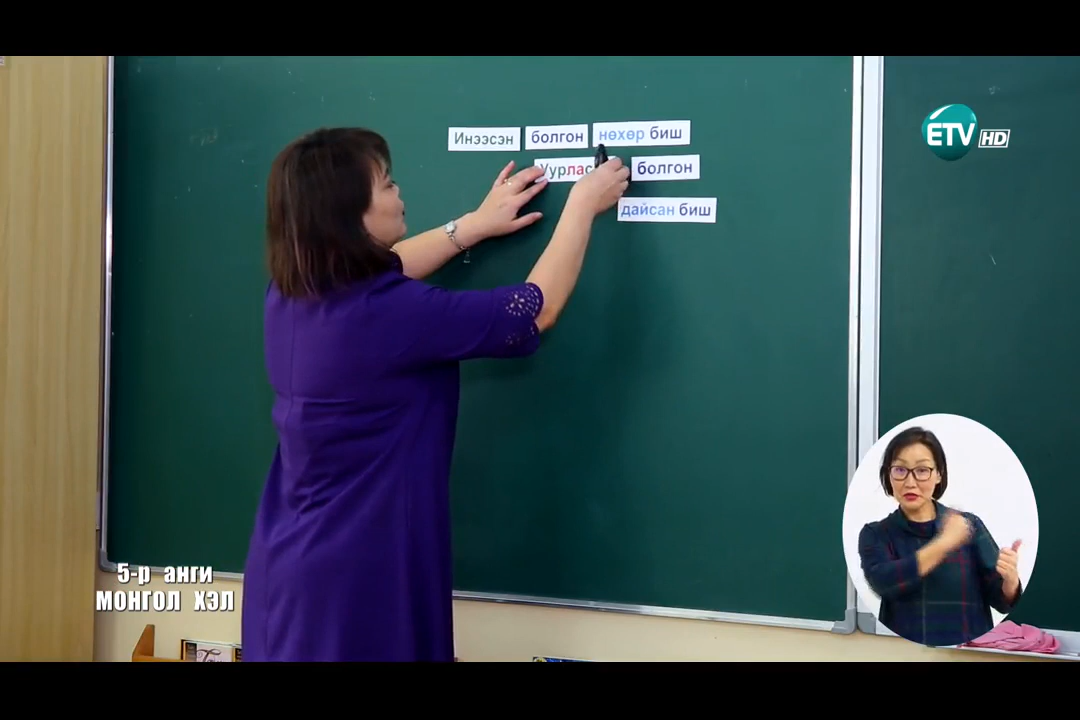 ETV HD
Инээсэн болгон нөхөр биш
болгон
дайсан биш
5-р анги
МОНГОЛ ХЭЛ